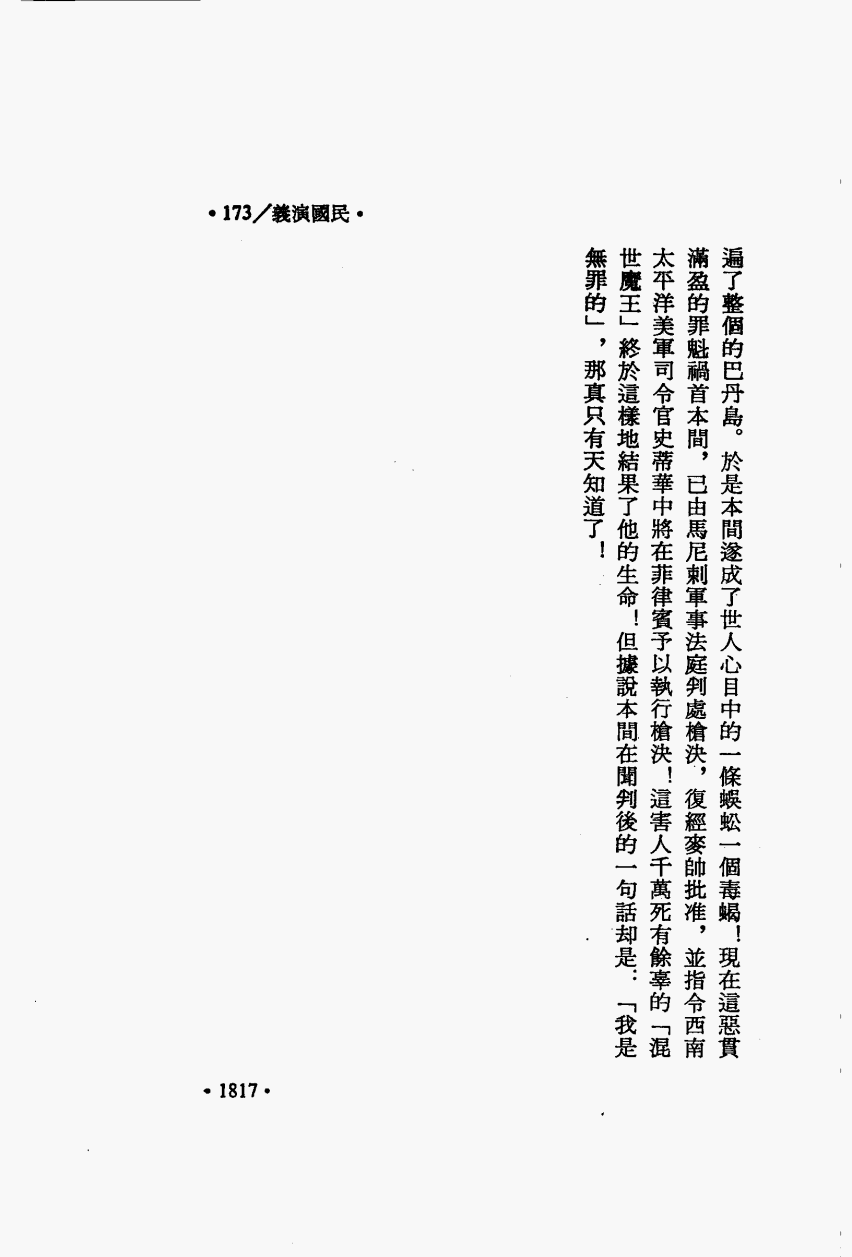 •173／義演國民•
遍了整個的巴丹島。於是本間遂成了世人心目中的一條蜈蚣一個毒蝎！現在這惡貫
滿盈的罪魁禍首本間，已由馬尼剌軍事法庭判處槍決，復經麥帥批准，並指令西南
太平洋美軍司令官史蒂華中將在菲律賓予以執行槍決！這害人千萬死有餘辜的「混
世魔王」終於這樣地結果了他的生命！但據說本間在聞判後的一句話却是：「我是
無罪的」，那真只有天知道了！
•1817•